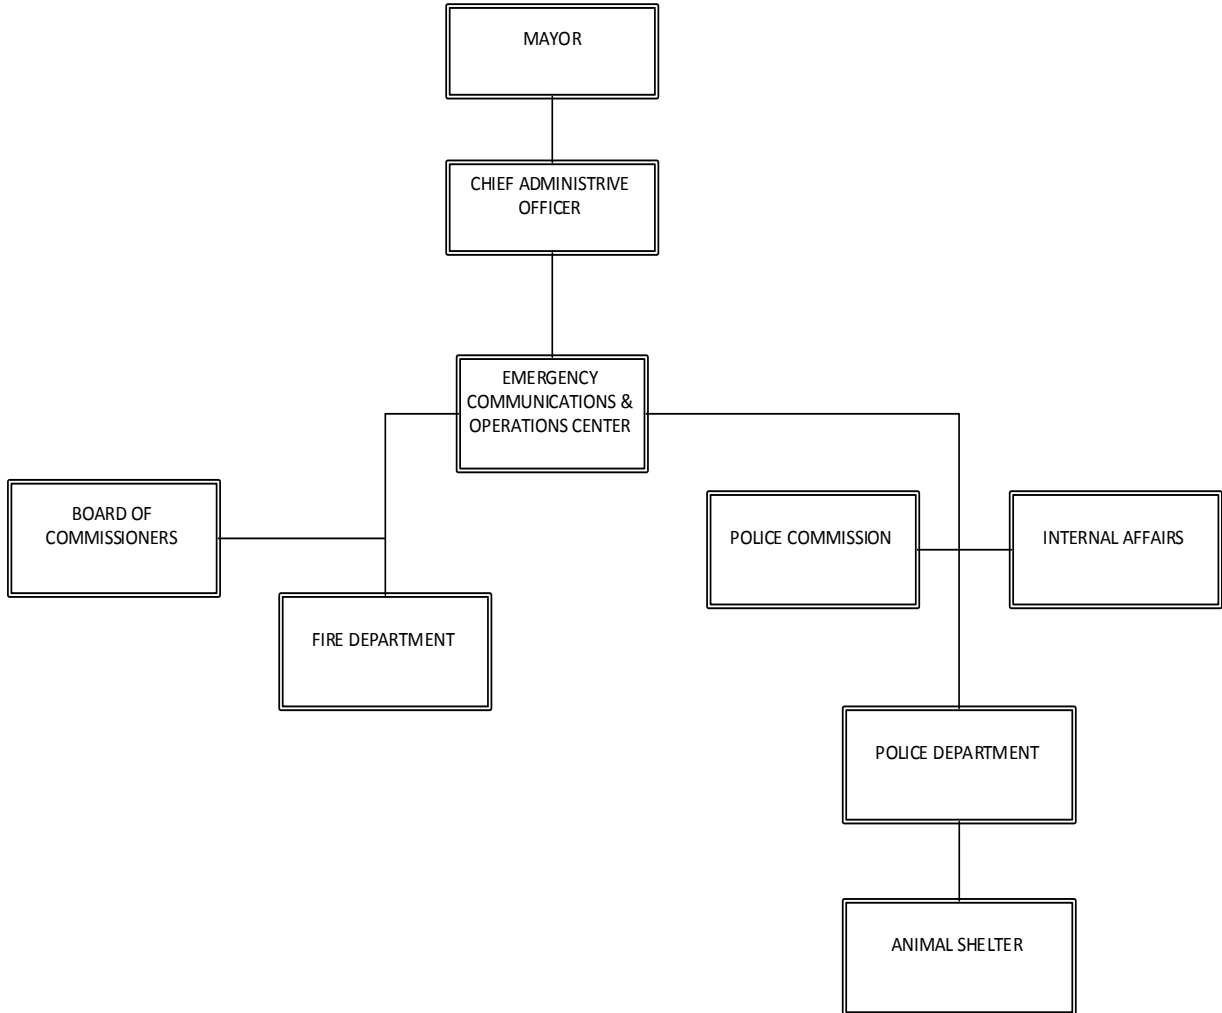 MAYOR
CHIEF ADMINISTRIVE
OFFICER
EMERGENCY
COMMUNICATIONS &
OPERATIONS CENTER
BOARD OF
COMMISSIONERS
POLICE COMMISSION
INTERNAL AFFAIRS
FIRE DEPARTMENT
POLICE DEPARTMENT
ANIMAL SHELTER